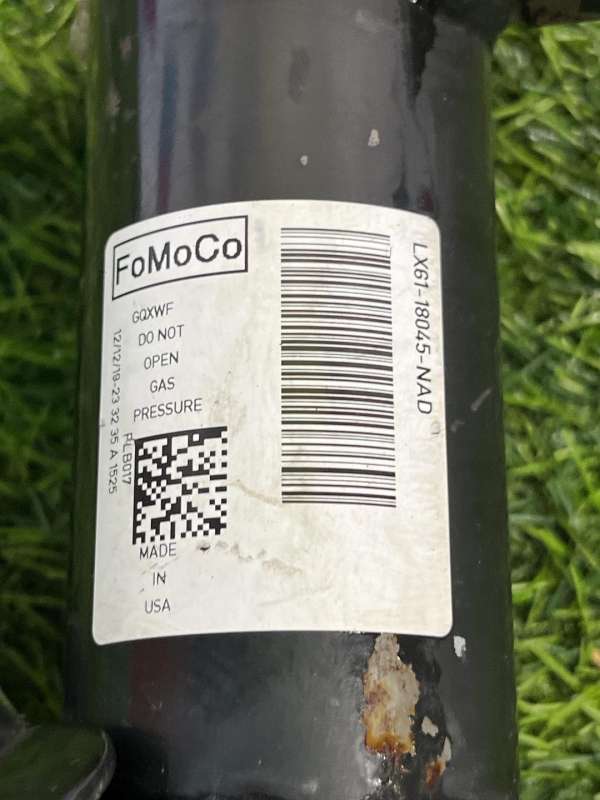 FoMoCo
GQXWF
DO NOT
OPEN
GAS
PRESSURE
12/12/19-23 32 35 A 1525
PLB017
MADE
IN
USA
LX61-18045-NAD